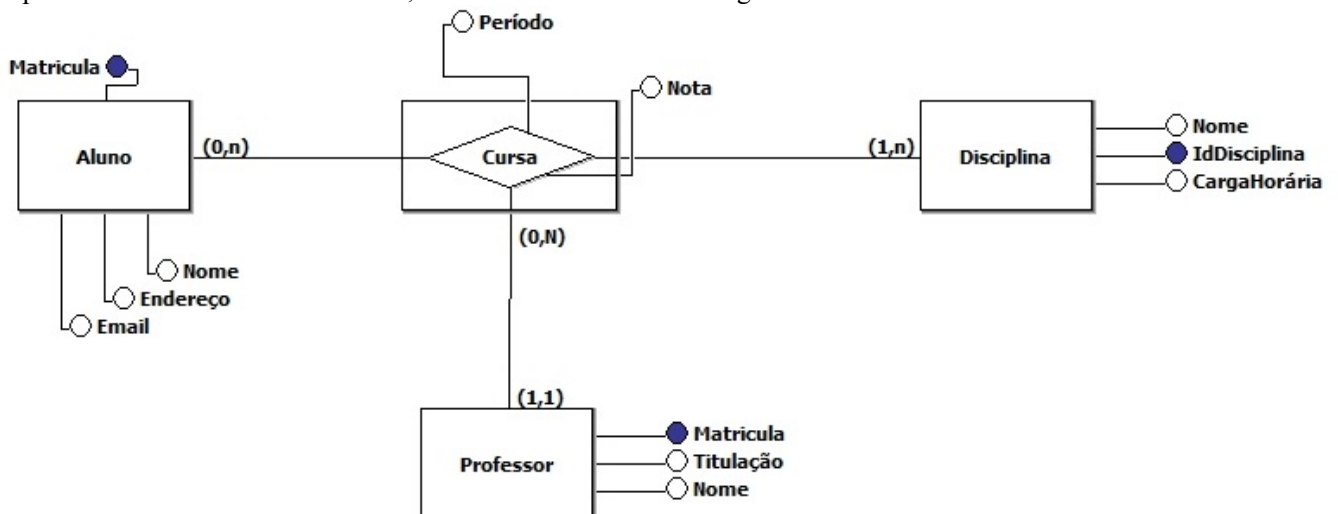 Período
Matricula
Nota
Aluno
(0,n)
Cursa
(1,n)
Disciplina
Nome
IdDisciplina
CargaHorária
(0,N)
Nome
Endereço
Email
(1,1)
Professor
Matricula
Titulação
Nome